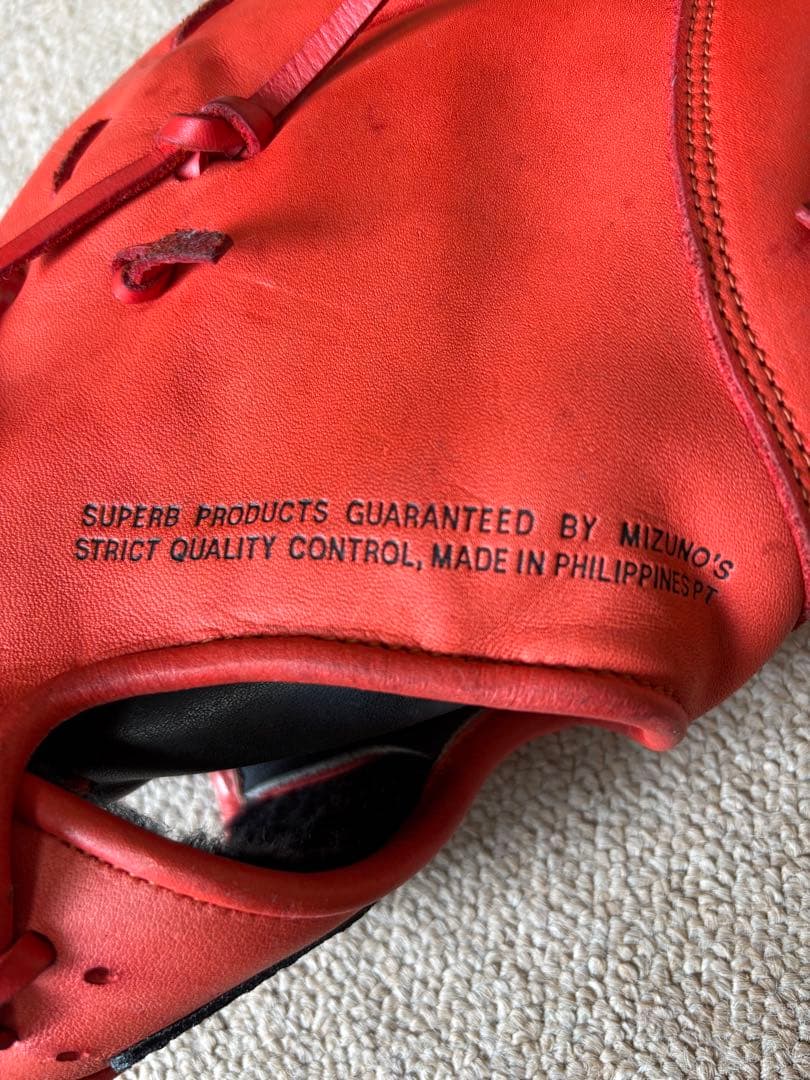 SUPERB PRODUCTS GUARANTEED BY MIZUNO'S
STRICT QUALITY CONTROL, MADE IN PHILIPPINES PT